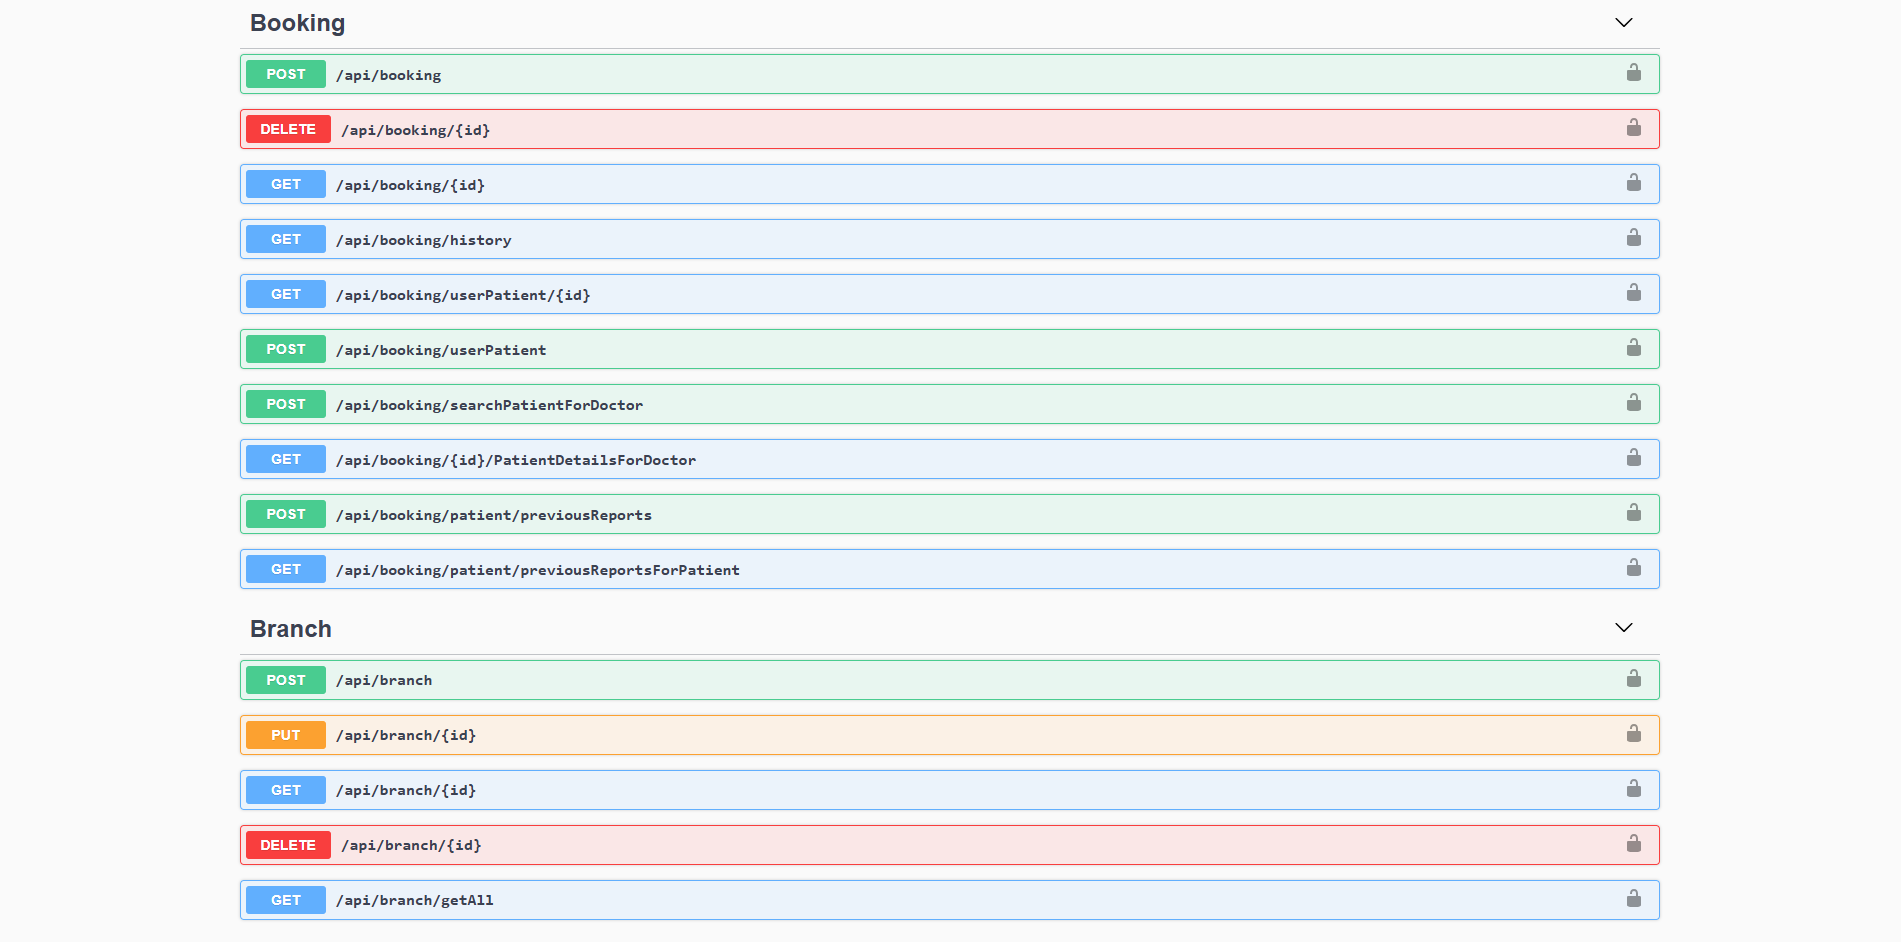 Booking
POST /api/booking
DELETE /api/booking/{id}
GET /api/booking/{id}
GET /api/booking/history
GET /api/booking/userPatient/{id}
POST /api/booking/userPatient
POST /api/booking/searchPatientForDoctor
GET /api/booking/{id}/PatientDetailsForDoctor
POST /api/booking/patient/previousReports
GET /api/booking/patient/previousReportsForPatient
Branch
POST /api/branch
PUT /api/branch/{id}
GET /api/branch/{id}
DELETE /api/branch/{id}
GET /api/branch/getAll